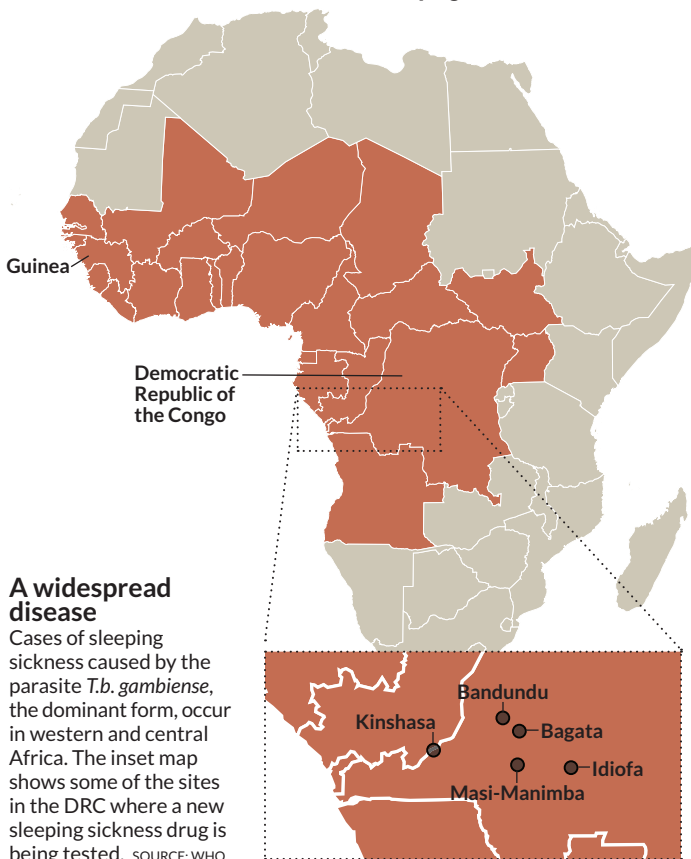 Guinea
Democratic
Republic of
the Congo
A widespread
disease
Cases of sleeping
sickness caused by the
parasite T.b. gambiense,
the dominant form, occur
in western and central
Africa. The inset map
shows some of the sites
in the DRC where a new
sleeping sickness drug is
being tested. SOURCE: WHO
Bandundu
Kinshasa
Bagata
Idiofa
Masi-Manimba